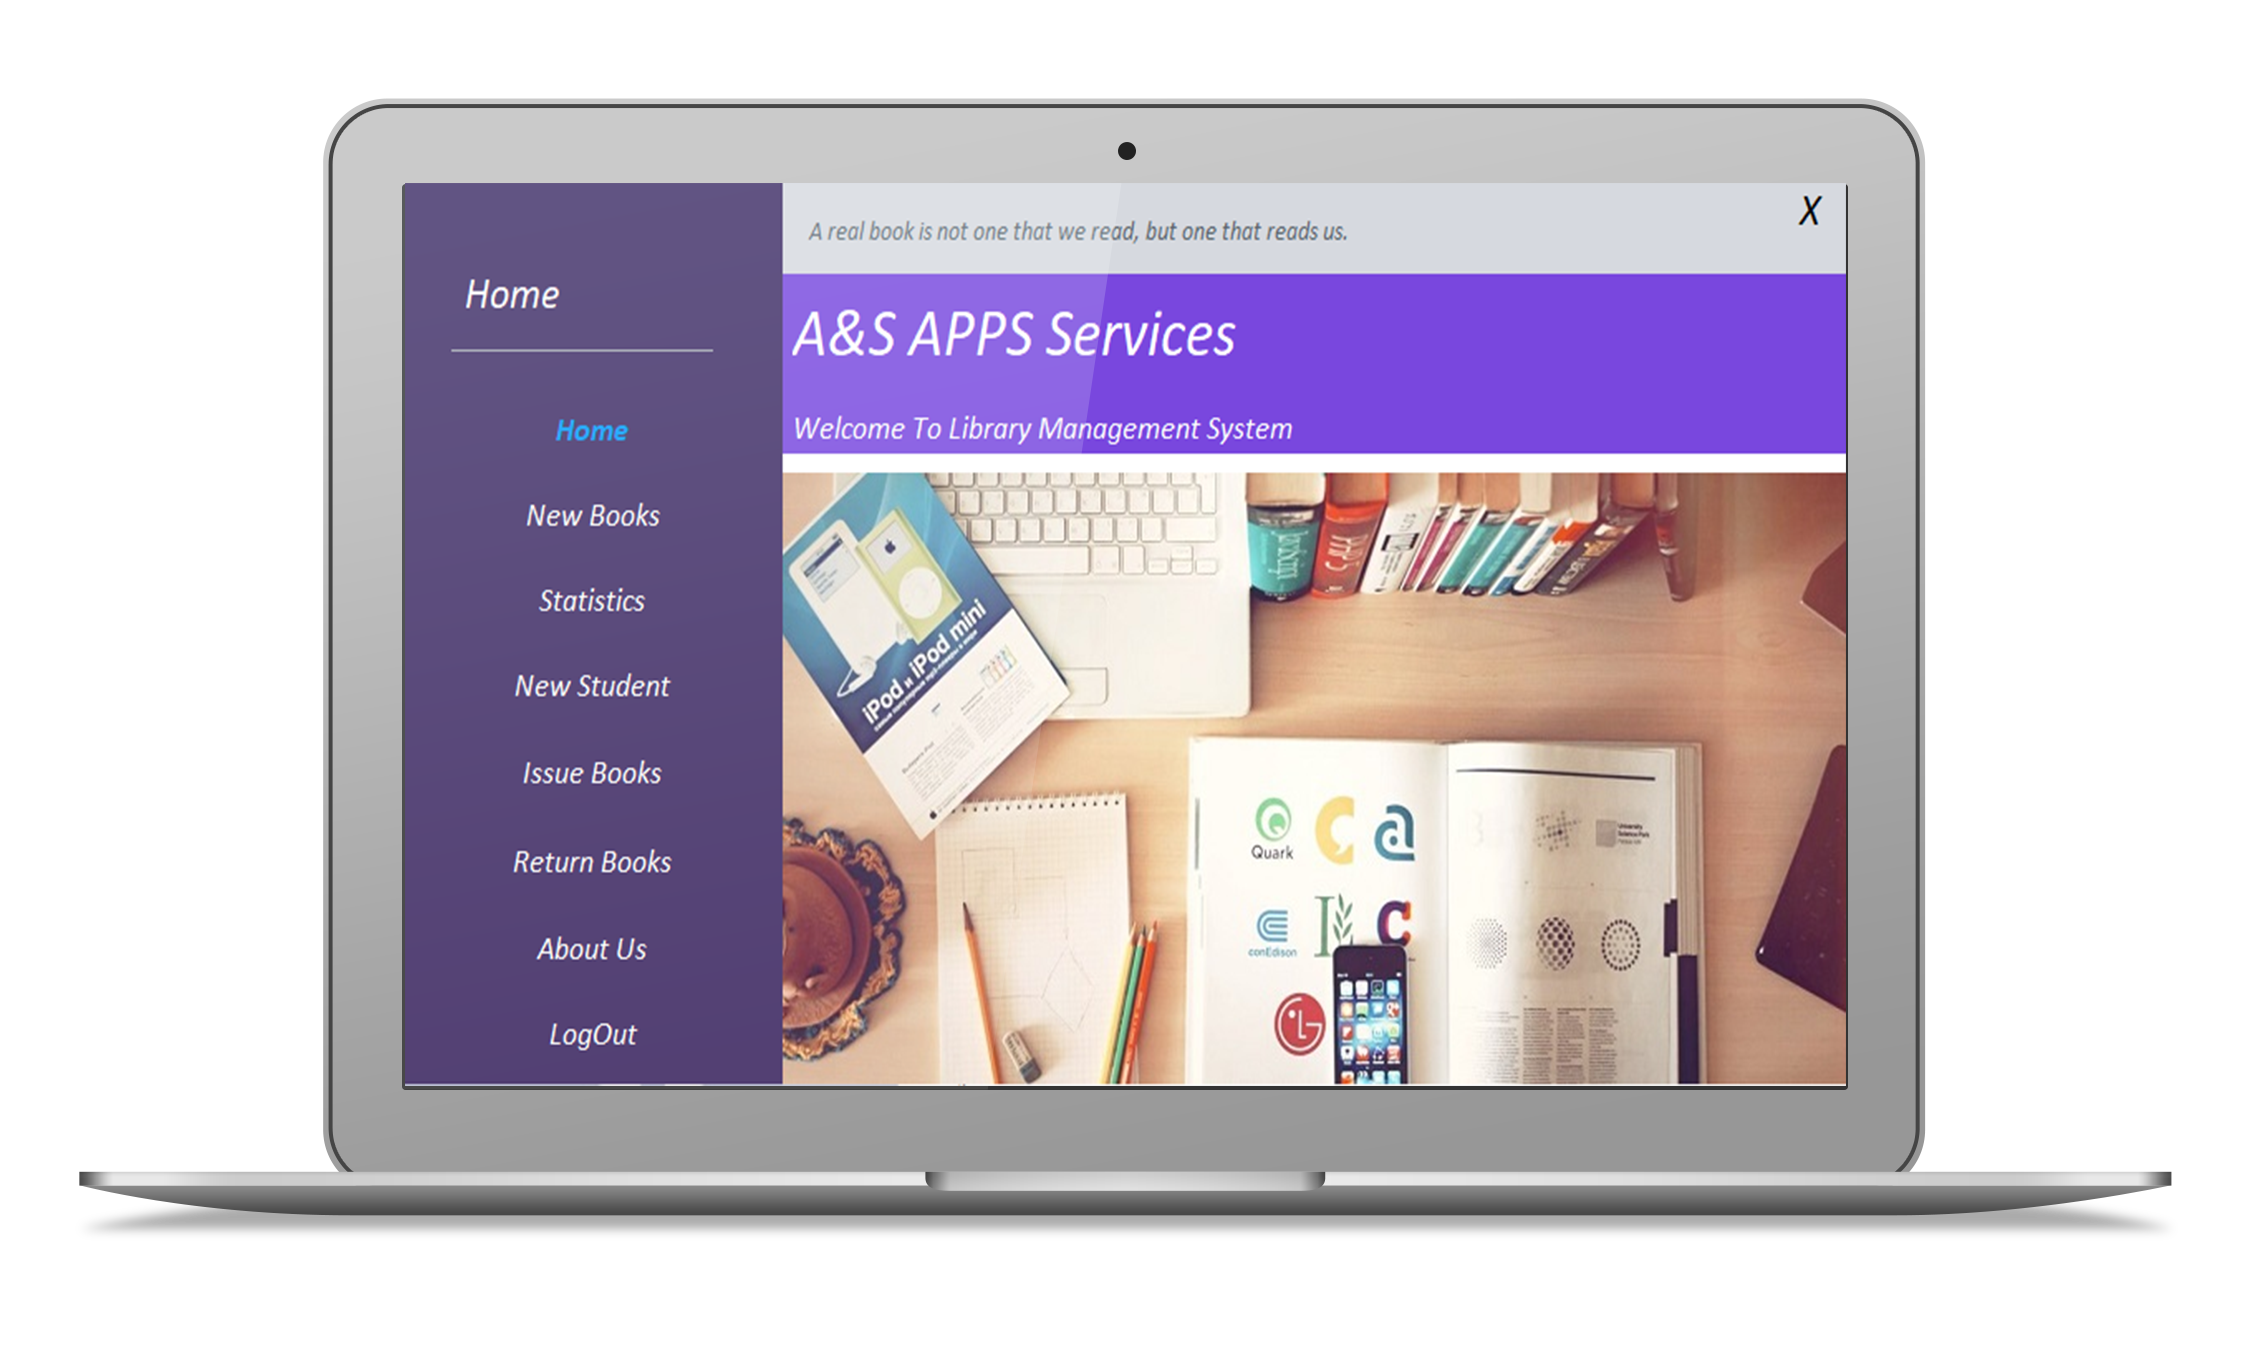 A real book is not one that we read, but one that reads us.
X
Home
A&S APPS Services
Welcome To Library Management System
Home
New Books
Statistics
New Student
Issue Books
Return Books
About Us
LogOut
iPod и iPod mini
Quark
conEdison